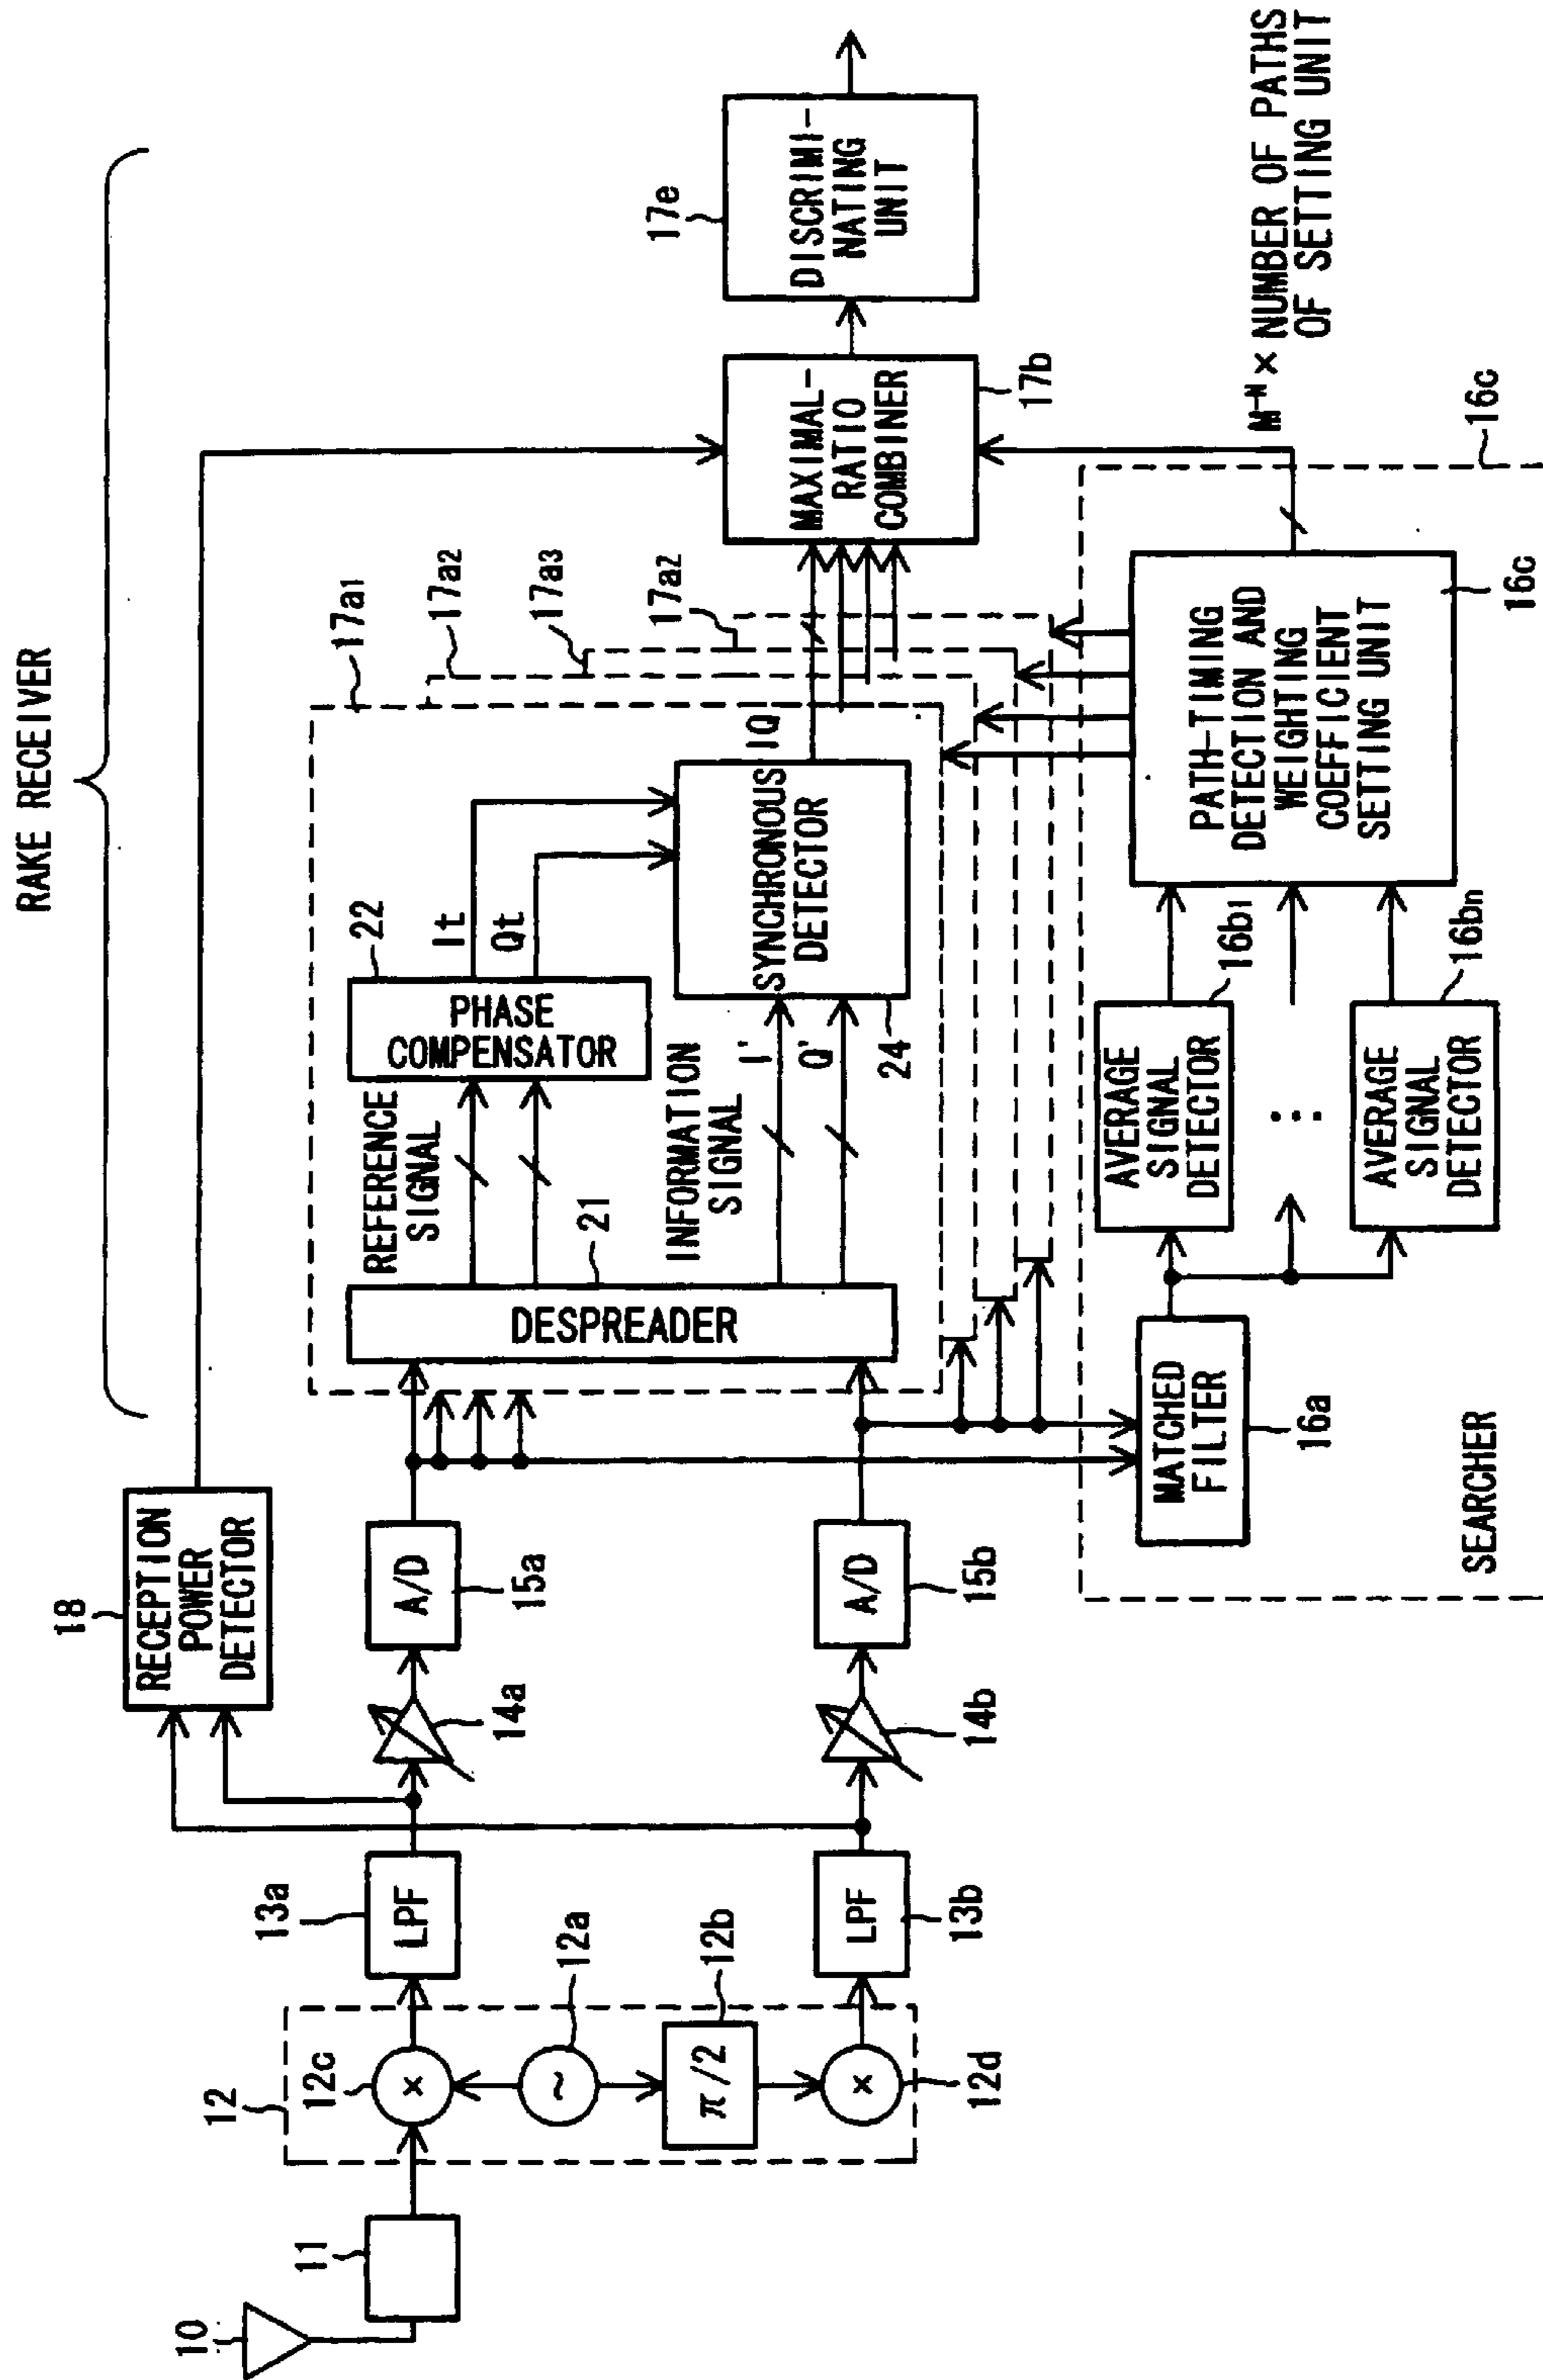 RAKE RECEIVER
18
RECEPTION
POWER
DETECTOR
10
11
12
12c
×
12a
~
12b
π/2
×
12d
13a
LPF
13b
LPF
14a
14b
A/D
15a
A/D
15b
17a1
17a2
17a3
17az
DESPREADER
21
REFERENCE
SIGNAL
INFORMATION
SIGNAL
I'
Q'
22
PHASE
COMPENSATOR
It
Qt
SYNCHRONOUS
DETECTOR
24
IQ
MAXIMAL-
RATIO
COMBINER
17b
17e
DISCRIMI-
NATING
UNIT
M-N × NUMBER OF PATHS
OF SETTING UNIT
SEARCHER
MATCHED
FILTER
16a
AVERAGE
SIGNAL
DETECTOR
16b1
...
AVERAGE
SIGNAL
DETECTOR
16bn
PATH-TIMING
DETECTION AND
WEIGHTING
COEFFICIENT
SETTING UNIT
16c
16c